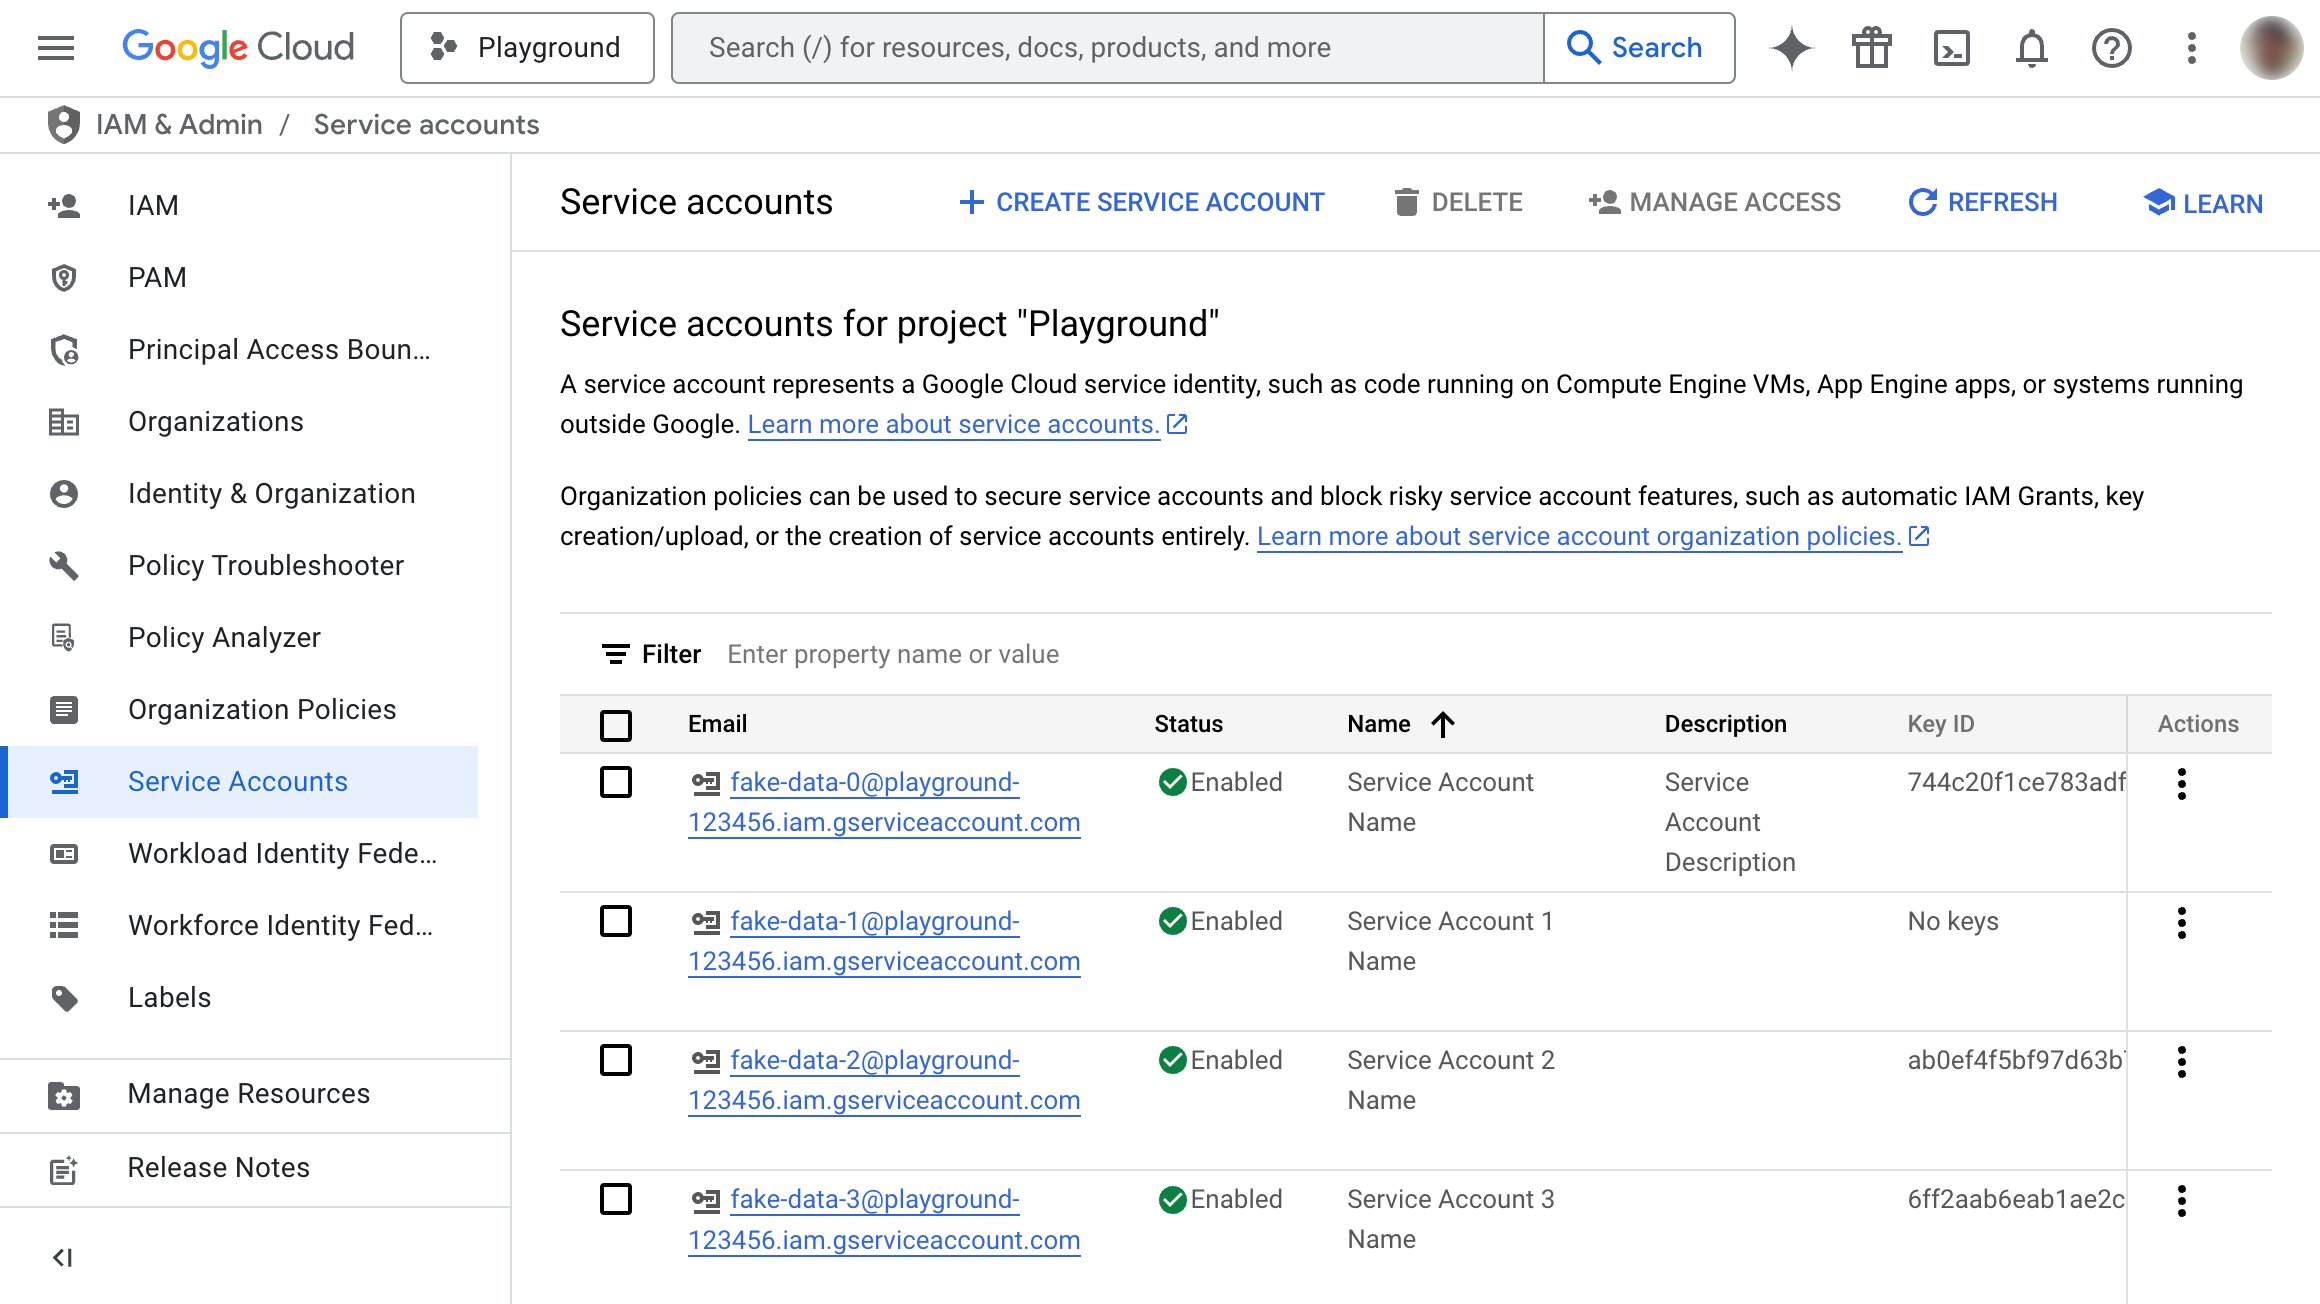 Google Cloud
Playground
Search (/) for resources, docs, products, and more
Search
IAM & Admin / Service accounts
IAM
PAM
Principal Access Boun...
Organizations
Identity & Organization
Policy Troubleshooter
Policy Analyzer
Organization Policies
Service Accounts
Workload Identity Fede...
Workforce Identity Fed...
Labels
Manage Resources
Release Notes
Service accounts
CREATE SERVICE ACCOUNT
DELETE
MANAGE ACCESS
REFRESH
LEARN
Service accounts for project "Playground"
A service account represents a Google Cloud service identity, such as code running on Compute Engine VMs, App Engine apps, or systems running
outside Google. Learn more about service accounts.
Organization policies can be used to secure service accounts and block risky service account features, such as automatic IAM Grants, key
creation/upload, or the creation of service accounts entirely. Learn more about service account organization policies.
Filter Enter property name or value
Email Status Name Description Key ID Actions
fake-data-0@playground- Enabled Service Account Service 744c20f1ce783adf
123456.iam.gserviceaccount.com Name Account
Description
fake-data-1@playground- Enabled Service Account 1 No keys
123456.iam.gserviceaccount.com Name
fake-data-2@playground- Enabled Service Account 2 ab0ef4f5bf97d63b
123456.iam.gserviceaccount.com Name
fake-data-3@playground- Enabled Service Account 3 6ff2aab6eab1ae2c
123456.iam.gserviceaccount.com Name